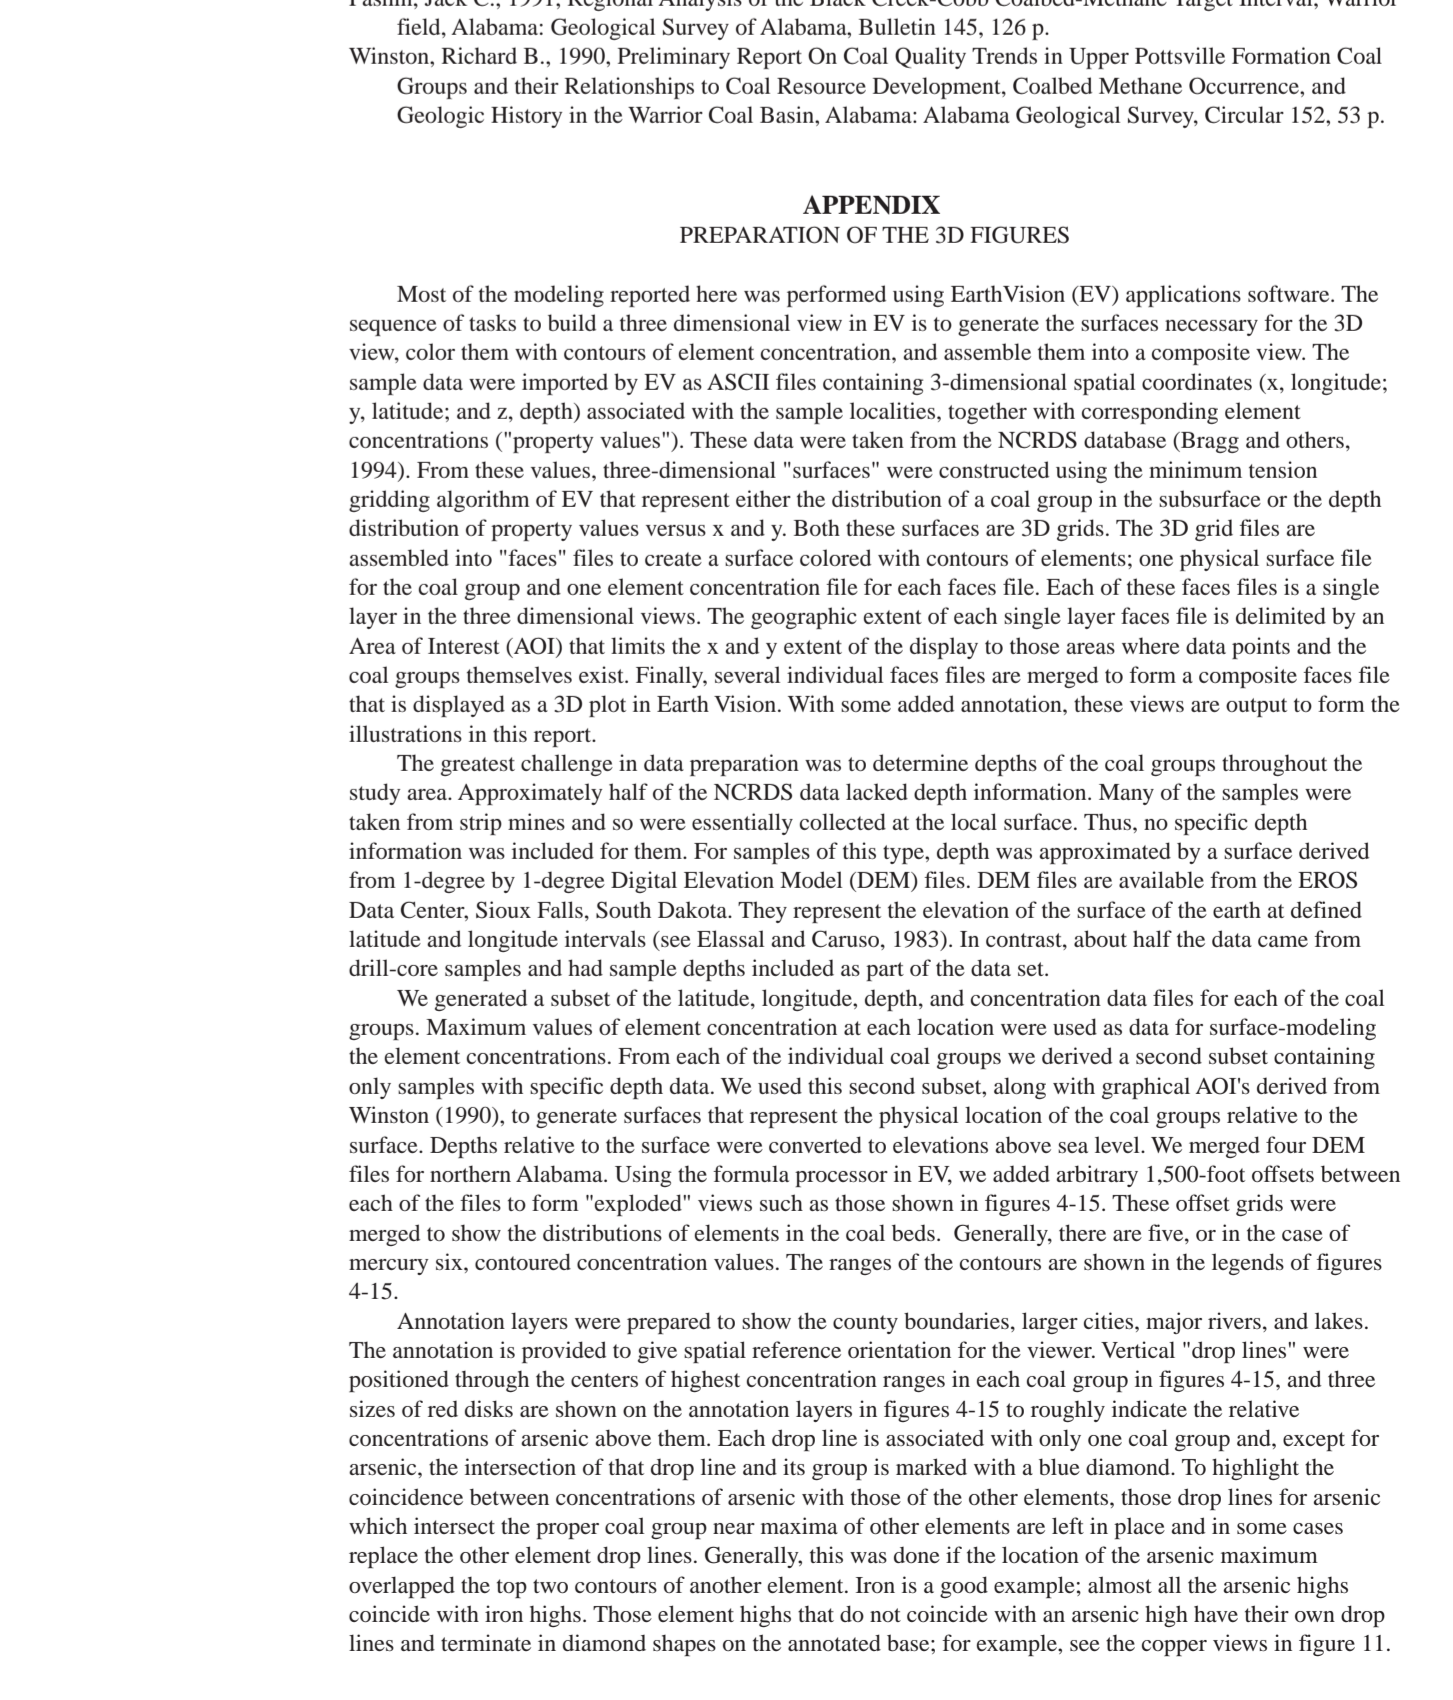 Pashin, Jack C., 1991, Regional Analysis of the Black Creek-Cobb Coalbed-Methane Target Interval, Warrior
field, Alabama: Geological Survey of Alabama, Bulletin 145, 126 p.
Winston, Richard B., 1990, Preliminary Report On Coal Quality Trends in Upper Pottsville Formation Coal
Groups and their Relationships to Coal Resource Development, Coalbed Methane Occurrence, and
Geologic History in the Warrior Coal Basin, Alabama: Alabama Geological Survey, Circular 152, 53 p.
APPENDIX
PREPARATION OF THE 3D FIGURES
Most of the modeling reported here was performed using EarthVision (EV) applications software. The
sequence of tasks to build a three dimensional view in EV is to generate the surfaces necessary for the 3D
view, color them with contours of element concentration, and assemble them into a composite view. The
sample data were imported by EV as ASCII files containing 3-dimensional spatial coordinates (x, longitude;
y, latitude; and z, depth) associated with the sample localities, together with corresponding element
concentrations ("property values"). These data were taken from the NCRDS database (Bragg and others,
1994). From these values, three-dimensional "surfaces" were constructed using the minimum tension
gridding algorithm of EV that represent either the distribution of a coal group in the subsurface or the depth
distribution of property values versus x and y. Both these surfaces are 3D grids. The 3D grid files are
assembled into "faces" files to create a surface colored with contours of elements; one physical surface file
for the coal group and one element concentration file for each faces file. Each of these faces files is a single
layer in the three dimensional views. The geographic extent of each single layer faces file is delimited by an
Area of Interest (AOI) that limits the x and y extent of the display to those areas where data points and the
coal groups themselves exist. Finally, several individual faces files are merged to form a composite faces file
that is displayed as a 3D plot in Earth Vision. With some added annotation, these views are output to form the
illustrations in this report.
The greatest challenge in data preparation was to determine depths of the coal groups throughout the
study area. Approximately half of the NCRDS data lacked depth information. Many of the samples were
taken from strip mines and so were essentially collected at the local surface. Thus, no specific depth
information was included for them. For samples of this type, depth was approximated by a surface derived
from 1-degree by 1-degree Digital Elevation Model (DEM) files. DEM files are available from the EROS
Data Center, Sioux Falls, South Dakota. They represent the elevation of the surface of the earth at defined
latitude and longitude intervals (see Elassal and Caruso, 1983). In contrast, about half the data came from
drill-core samples and had sample depths included as part of the data set.
We generated a subset of the latitude, longitude, depth, and concentration data files for each of the coal
groups. Maximum values of element concentration at each location were used as data for surface-modeling
the element concentrations. From each of the individual coal groups we derived a second subset containing
only samples with specific depth data. We used this second subset, along with graphical AOI's derived from
Winston (1990), to generate surfaces that represent the physical location of the coal groups relative to the
surface. Depths relative to the surface were converted to elevations above sea level. We merged four DEM
files for northern Alabama. Using the formula processor in EV, we added arbitrary 1,500-foot offsets between
each of the files to form "exploded" views such as those shown in figures 4-15. These offset grids were
merged to show the distributions of elements in the coal beds.  Generally, there are five, or in the case of
mercury six, contoured concentration values. The ranges of the contours are shown in the legends of figures
4-15.
Annotation layers were prepared to show the county boundaries, larger cities, major rivers, and lakes.
The annotation is provided to give spatial reference orientation for the viewer. Vertical "drop lines" were
positioned through the centers of highest concentration ranges in each coal group in figures 4-15, and three
sizes of red disks are shown on the annotation layers in figures 4-15 to roughly indicate the relative
concentrations of arsenic above them. Each drop line is associated with only one coal group and, except for
arsenic, the intersection of that drop line and its group is marked with a blue diamond. To highlight the
coincidence between concentrations of arsenic with those of the other elements, those drop lines for arsenic
which intersect the proper coal group near maxima of other elements are left in place and in some cases
replace the other element drop lines. Generally, this was done if the location of the arsenic maximum
overlapped the top two contours of another element. Iron is a good example; almost all the arsenic highs
coincide with iron highs. Those element highs that do not coincide with an arsenic high have their own drop
lines and terminate in diamond shapes on the annotated base; for example, see the copper views in figure 11.